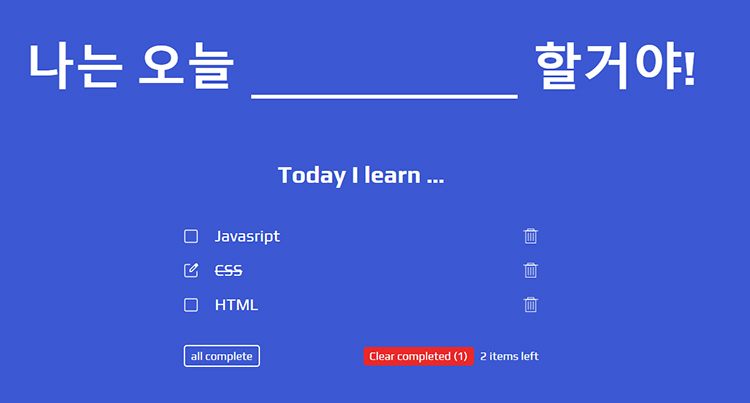 나는 오늘 할거야!
Today I learn ...
Javasript
CSS
HTML
all complete
Clear completed (1) 2 items left